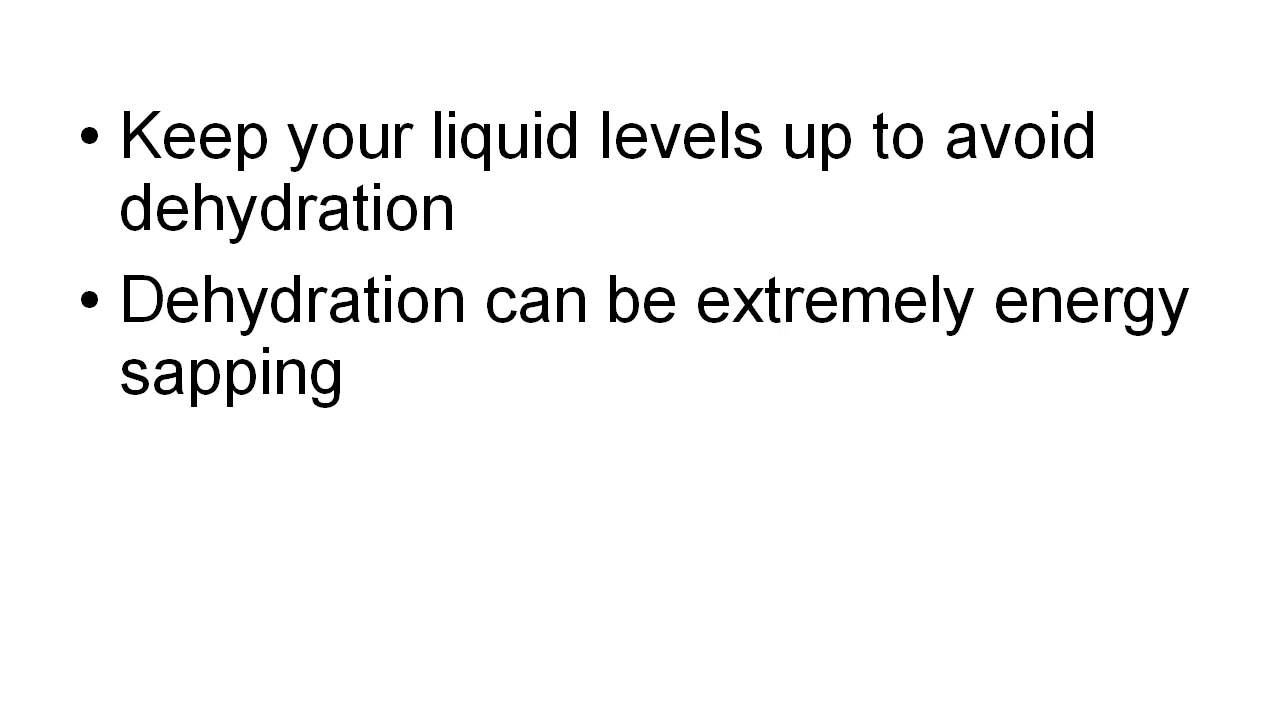 • Keep your liquid levels up to avoid
dehydration
• Dehydration can be extremely energy
sapping